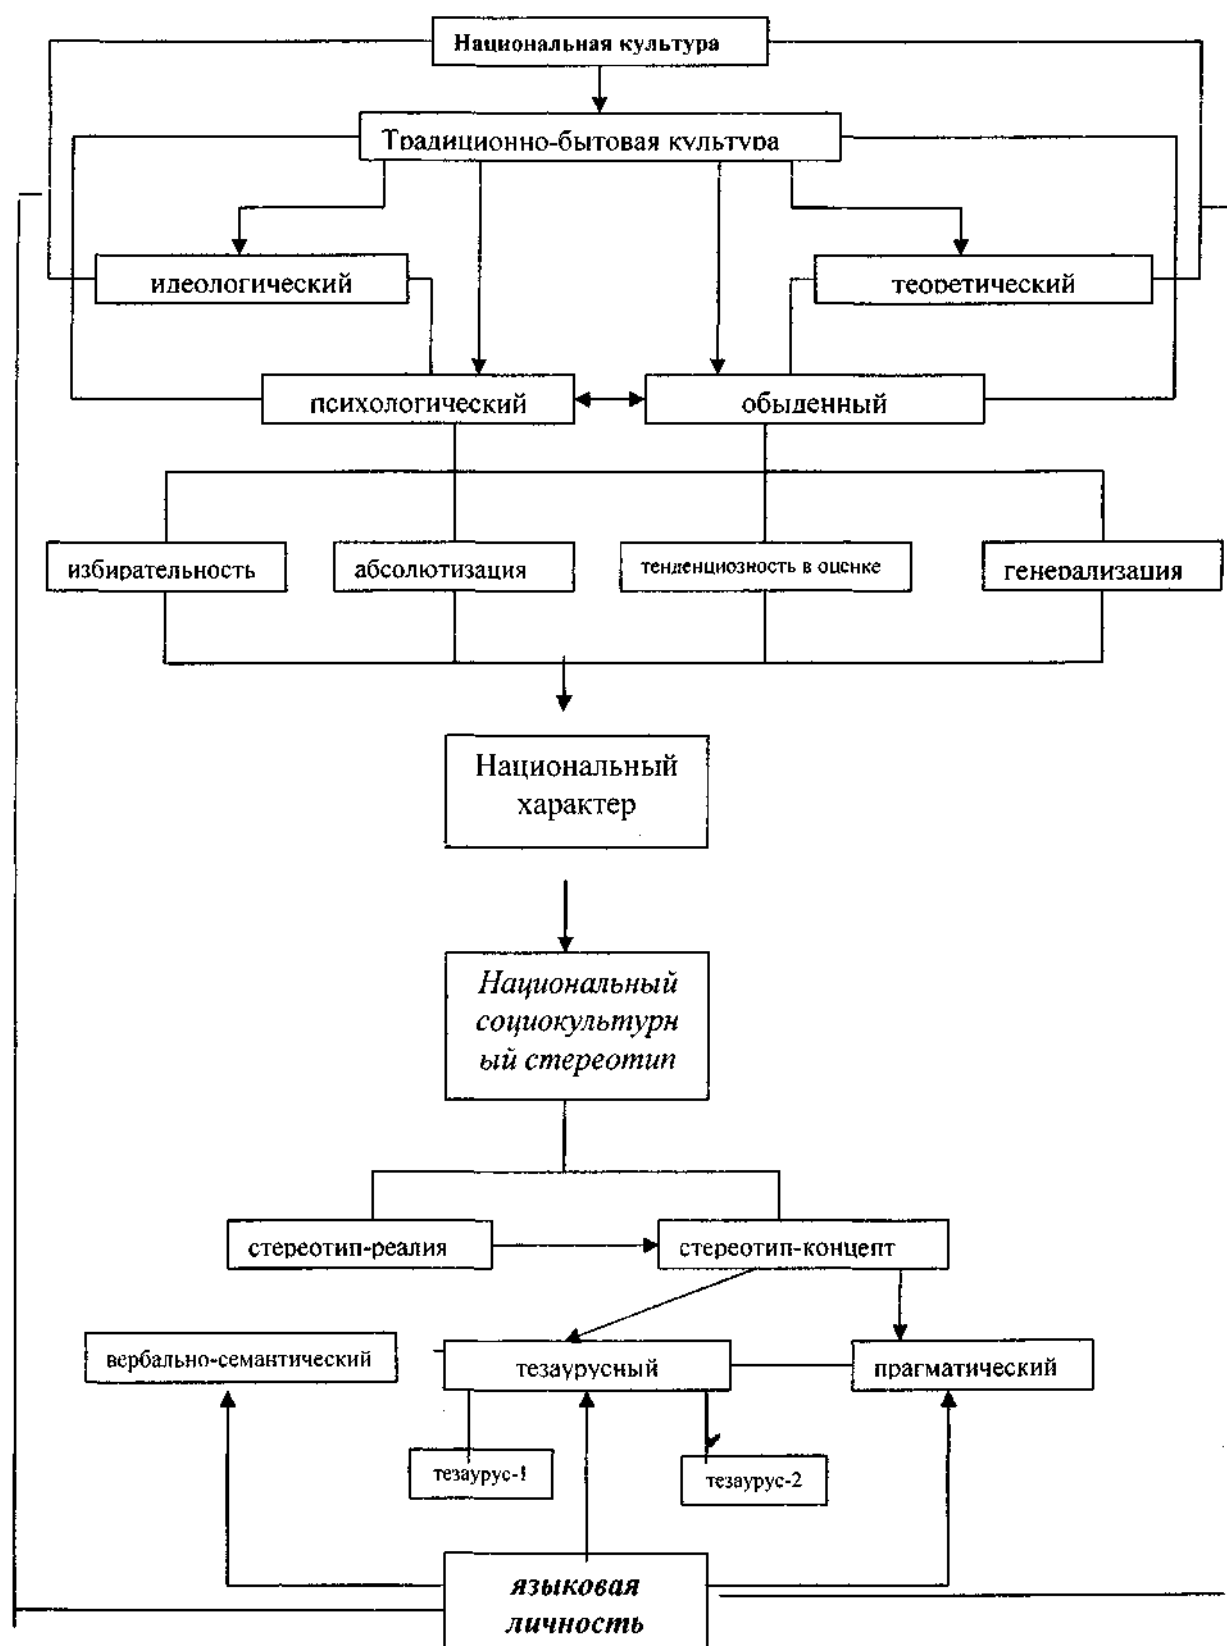 Национальная культура
Традиционно-бытовая культура
идеологический
теоретический
психологический
обыденный
избирательность
абсолютизация
тенденциозность в оценке
генерализация
Национальный
характер
Национальный
социокультурн
ый стереотип
стереотип-реалия
стереотип-концепт
вербально-семантический
тезаурусный
прагматический
тезаурус-1
тезаурус-2
языковая
личность